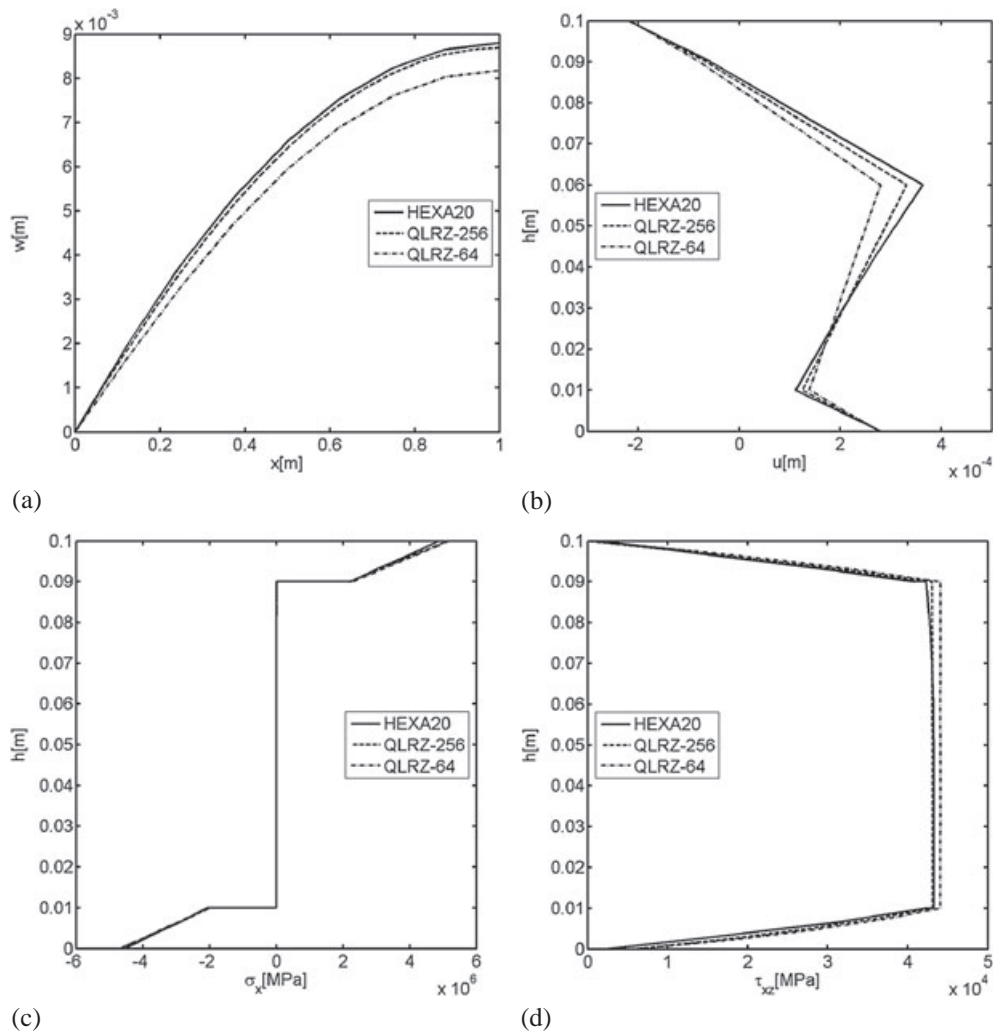 x 10⁻³
9
8
7
6
5
4
3
2
1
0
w[m]
0 0.2 0.4 0.6 0.8 1
x[m]
HEXA20
QLRZ-256
QLRZ-64
(a)
0.1
0.09
0.08
0.07
0.06
0.05
0.04
0.03
0.02
0.01
0
h[m]
-2 0 2 4
u[m]
x 10⁻⁴
HEXA20
QLRZ-256
QLRZ-64
(b)
0.1
0.09
0.08
0.07
0.06
0.05
0.04
0.03
0.02
0.01
0
h[m]
-6 -4 -2 0 2 4 6
σx[MPa]
x 10⁶
HEXA20
QLRZ-256
QLRZ-64
(c)
0.1
0.09
0.08
0.07
0.06
0.05
0.04
0.03
0.02
0.01
0
h[m]
0 1 2 3 4 5
τxz[MPa]
x 10⁴
HEXA20
QLRZ-256
QLRZ-64
(d)